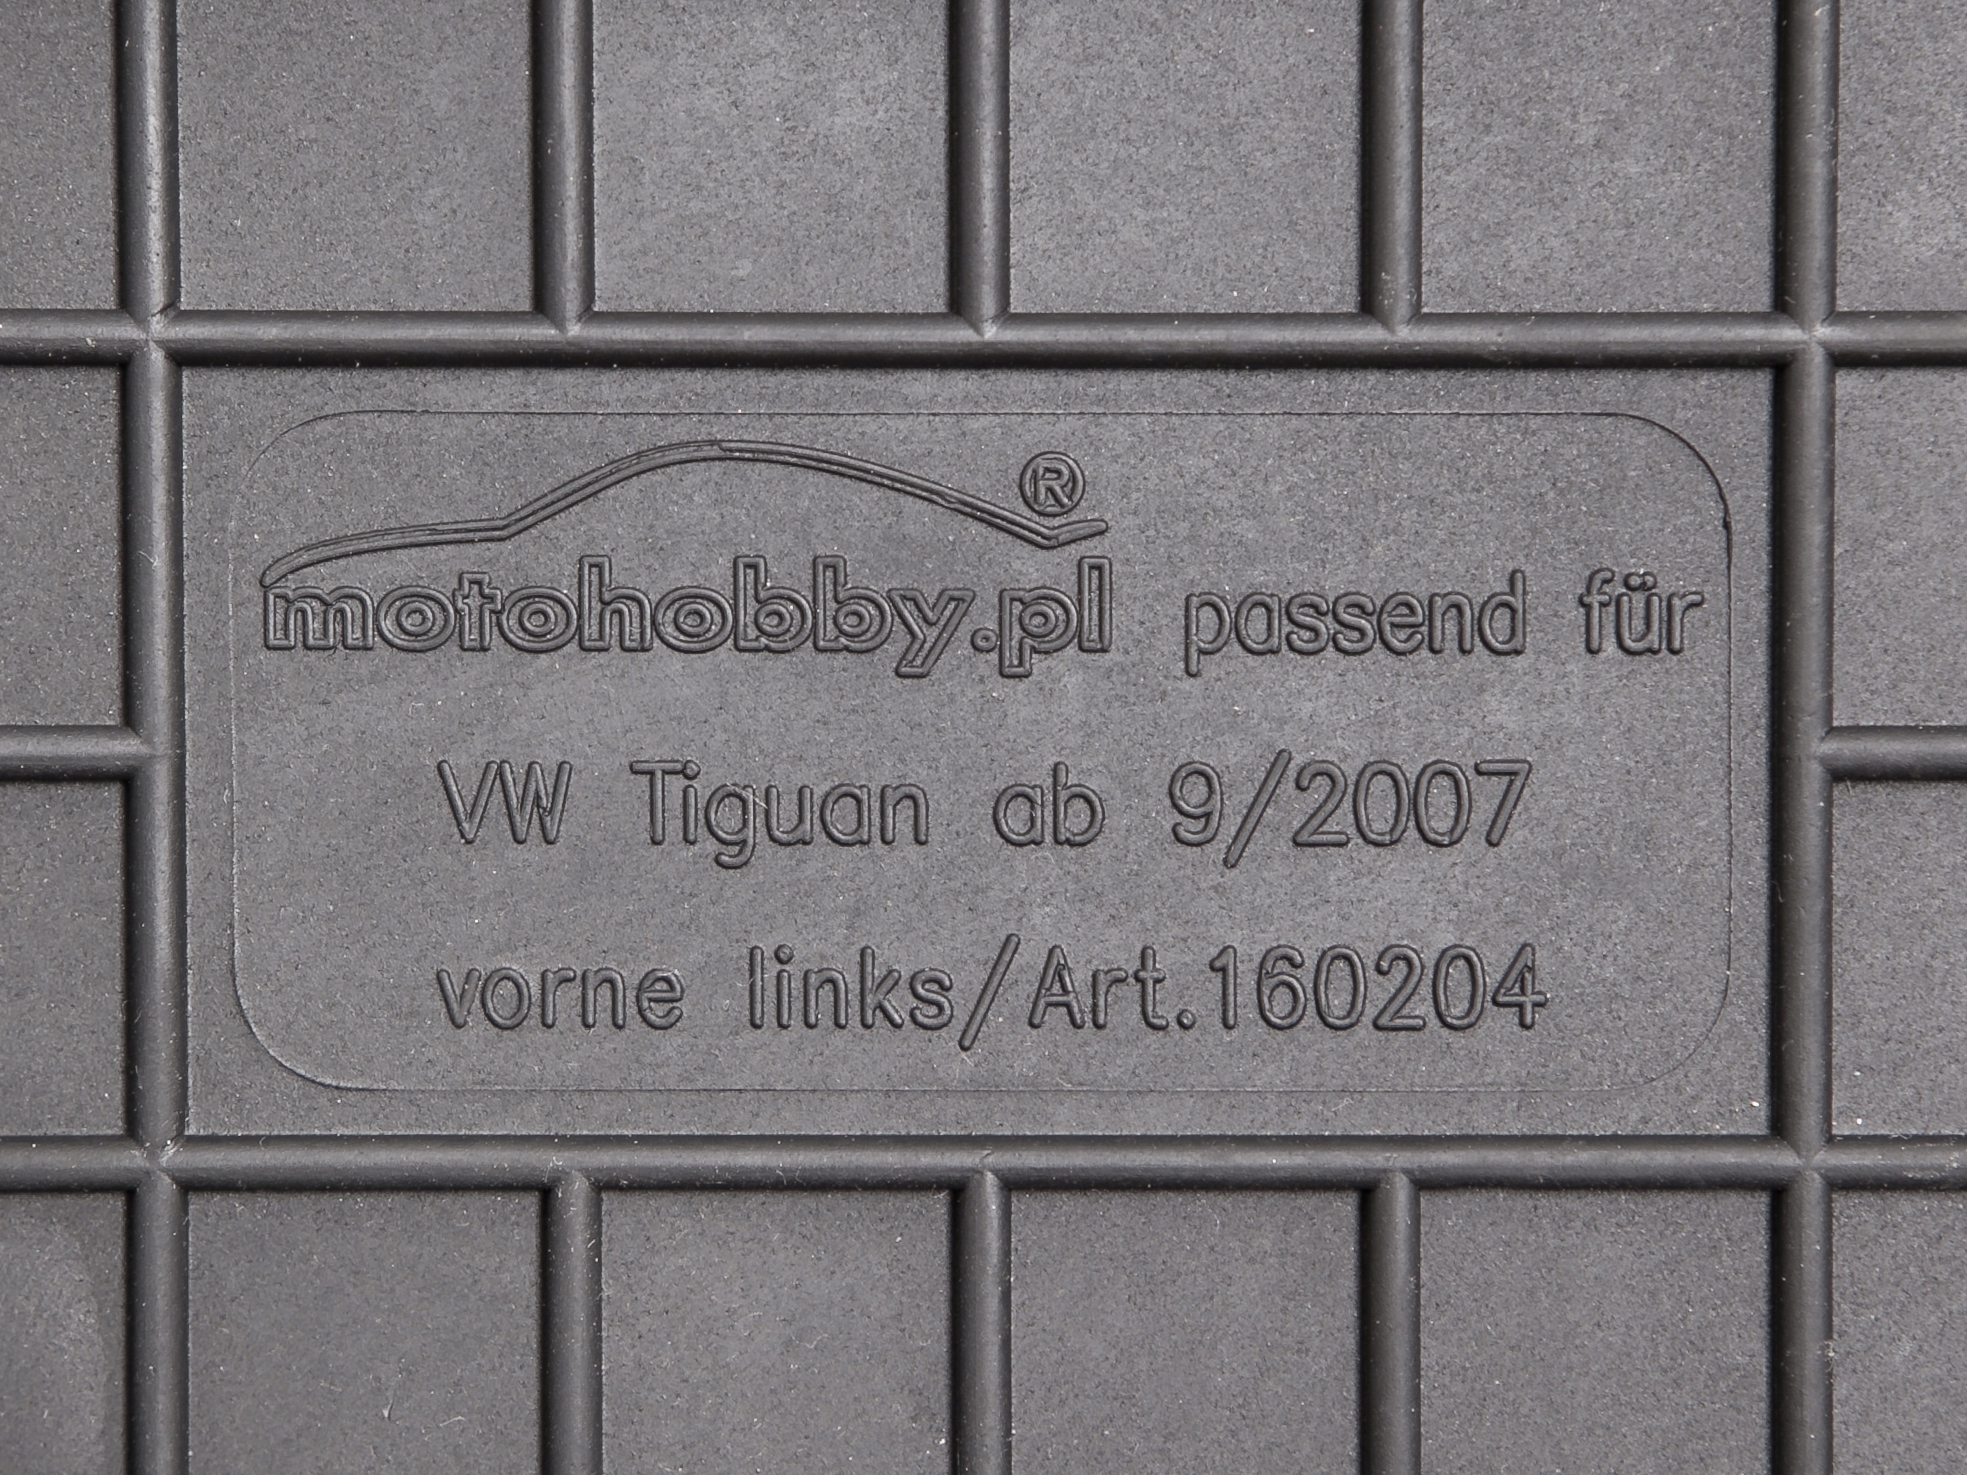 motohobby.pl® passend für
VW Tiguan ab 9/2007
vorne links/Art.160204